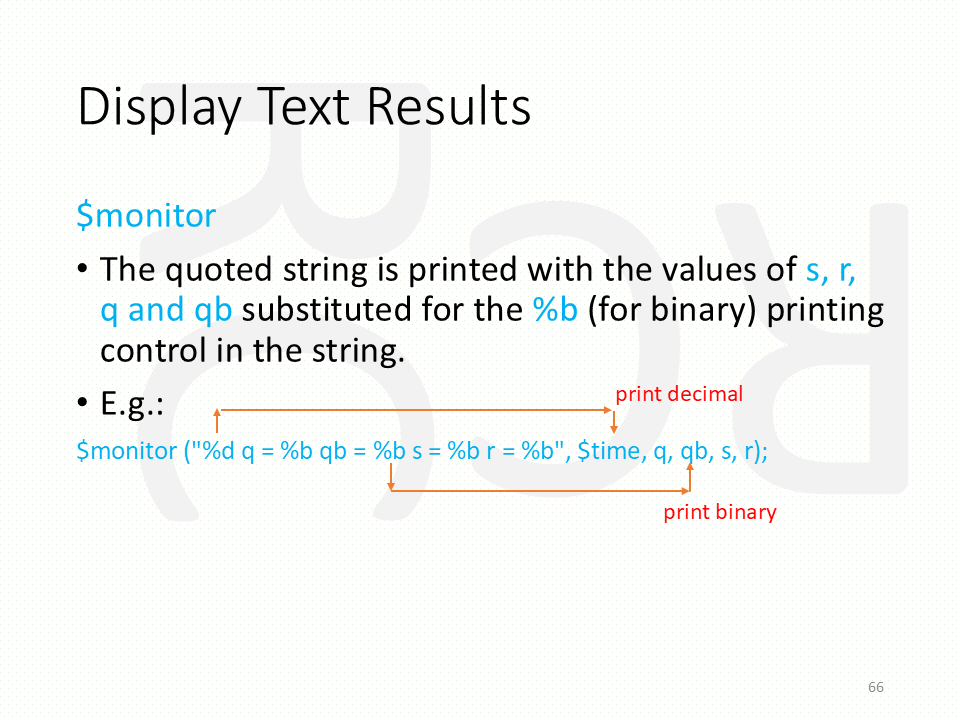 Display Text Results
$monitor
• The quoted string is printed with the values of s, r,
q and qb substituted for the %b (for binary) printing
control in the string.
• E.g.:
print decimal
$monitor ("%d q = %b qb = %b s = %b r = %b", $time, q, qb, s, r);
print binary
66